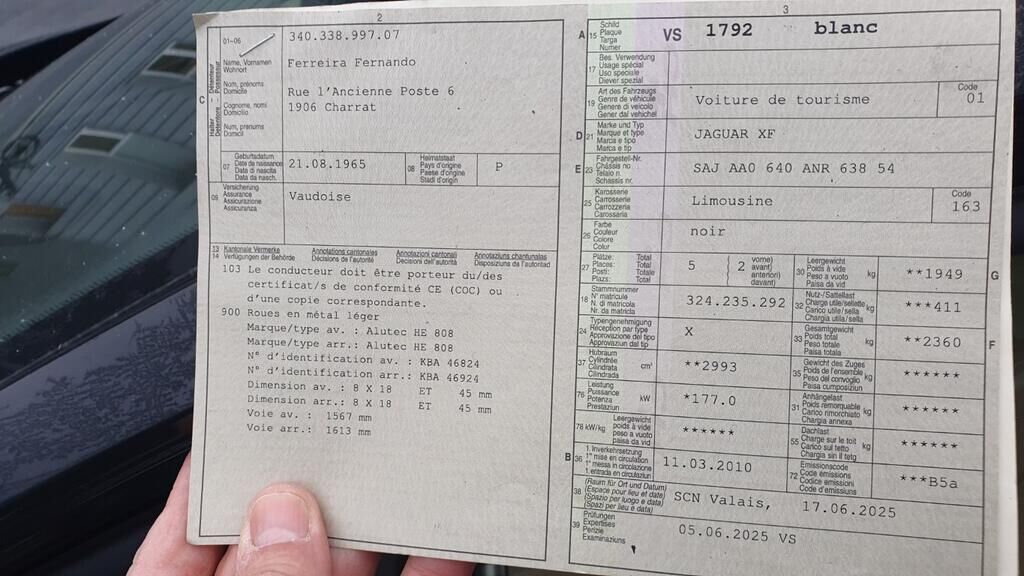 2
01-06
340.338.997.07
Name, Vornamen
Wohnort
Nom, prénoms
Domicile
Cognome, nomi
Domicilio
Num, prenums
Domicil
C
Halter - Détenteur
Detentore - Possessur
Ferreira Fernando
Rue l'Ancienne Poste 6
1906 Charrat
07
Geburtsdatum
Date de naissance
Data di nascita
Data da nasch.
21.08.1965
08
Heimatstaat
Pays d'origine
Paese d'origine
Stadi d'origin
P
09
Versicherung
Assurance
Assicurazione
Assicuranza
Vaudoise
13 Kantonale Vermerke Annotations cantonales Annotazioni cantonali Annotaziuns chantunalas
14 Verfügungen der Behörde Décisions de l'autorité Decisioni dell'autorità Disposiziuns da l'autoritad
103 Le conducteur doit être porteur du/des
certificat/s de conformité CE (COC) ou
d'une copie correspondante.
900 Roues en métal léger
Marque/type av. : Alutec HE 808
Marque/type arr.: Alutec HE 808
N° d'identification av. : KBA 46824
N° d'identification arr.: KBA 46924
Dimension av. : 8 X 18 ET 45 mm
Dimension arr.: 8 X 18 ET 45 mm
Voie av. : 1567 mm
Voie arr.: 1613 mm
3
A 15
Schild
Plaque
Targa
Numer
VS 1792 blanc
17
Bes. Verwendung
Usage spécial
Uso speciale
Diever spezial
19
Art des Fahrzeugs
Genre de véhicule
Genere di veicolo
Gener dal vehichel
Voiture de tourisme
Code
01
D 21
Marke und Typ
Marque et type
Marca e tipo
Marca e tip
JAGUAR XF
E 23
Fahrgestell-Nr.
Châssis no
Telaio n.
Schassis nr.
SAJ AA0 640 ANR 638 54
25
Karosserie
Carrosserie
Carrozzeria
Carossaria
Limousine
Code
163
26
Farbe
Couleur
Colore
Colur
noir
27
Plätze: Total
Places: Total
Posti: Totale
Plazs: Total
5
2
vorne)
avant)
anteriori)
davant)
30
Leergewicht
Poids à vide
Peso a vuoto
Paisa da vid
kg
**1949
G
18
Stammnummer
N° matricule
N. di matricola
Nr. da matricla
324.235.292
32
Nutz-/Sattellast
Charge utile/sellette
Carico utile/sella
Chargia utila/sella
kg
***411
24
Typengenehmigung
Réception par type
Approvazione del tipo
Approvaziun dal tip
X
33
Gesamtgewicht
Poids total
Peso totale
Paisa totala
kg
**2360
F
37
Hubraum
Cylindrée
Cilindrata
Cilindrada
cm³
**2993
35
Gewicht des Zuges
Poids de l'ensemble
Peso del convoglio
Paisa cumposiziun
kg
******
76
Leistung
Puissance
Potenza
Prestaziun
kW
*177.0
31
Anhängelast
Poids remorquable
Carico rimorchiato
Chargia annexa
kg
******
78 kW/kg
Leergewicht
poids à vide
peso a vuoto
paisa da vid
******
55
Dachlast
Charge sur le toit
Carico sul tetto
Chargia sin il tetg
kg
******
B 36
1. Inverkehrsetzung
1re mise en circulation
1a messa in circolazione
1. entrada en circulaziun
11.03.2010
72
Emissionscode
Code émissions
Codice emissioni
Code d'emissiuns
***B5a
38
(Raum für Ort und Datum)
(Espace pour lieu et date)
(Spazio per luogo e data)
(Spazi per lieu e data)
SCN Valais, 17.06.2025
39
Prüfungen
Expertises
Perizie
Examinaziuns
05.06.2025 VS